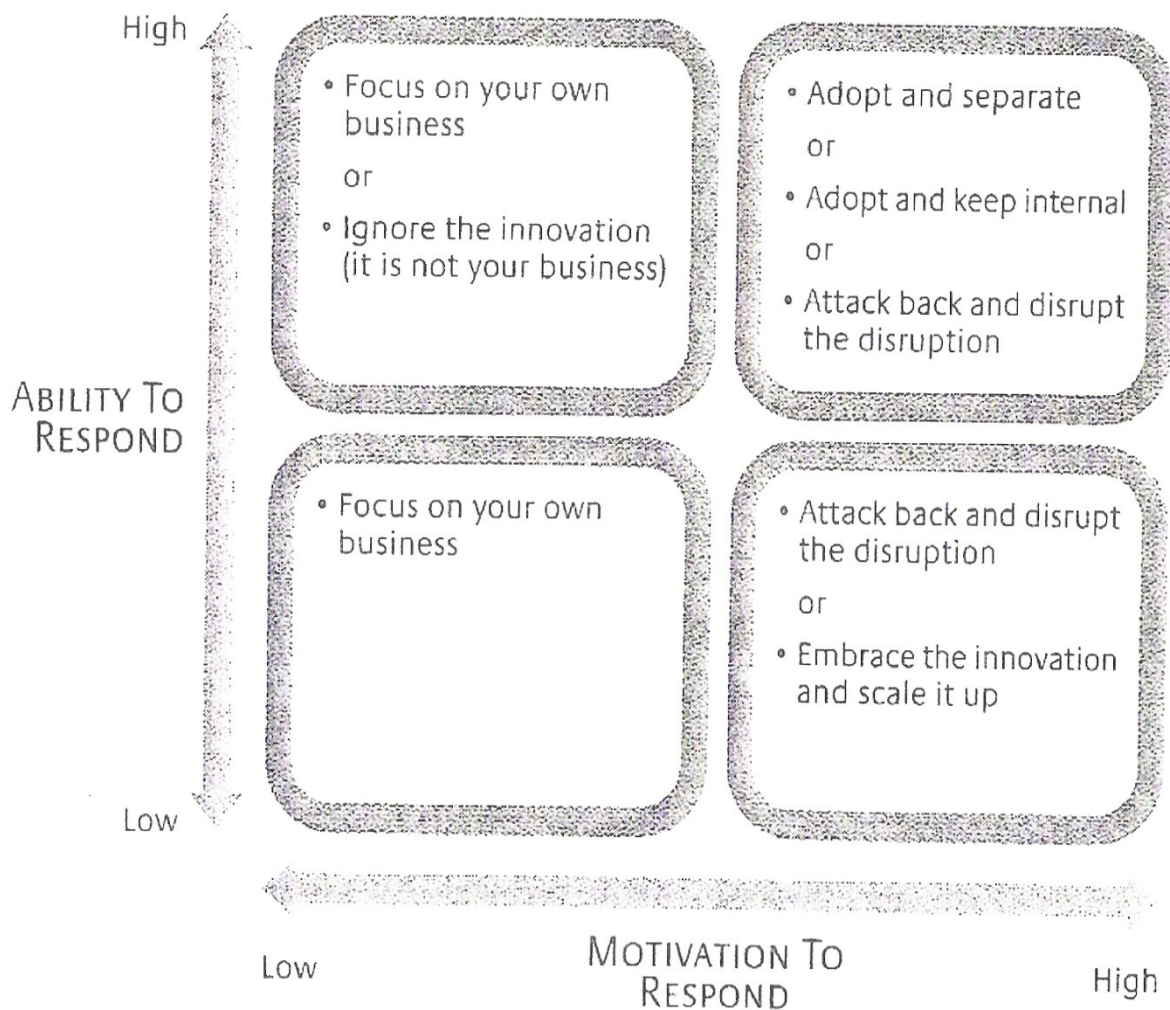 High
• Focus on your own
business
or
• Ignore the innovation
(it is not your business)
• Adopt and separate
or
• Adopt and keep internal
or
• Attack back and disrupt
the disruption
ABILITY TO
RESPOND
• Focus on your own
business
• Attack back and disrupt
the disruption
or
• Embrace the innovation
and scale it up
Low
Low
MOTIVATION TO
RESPOND
High